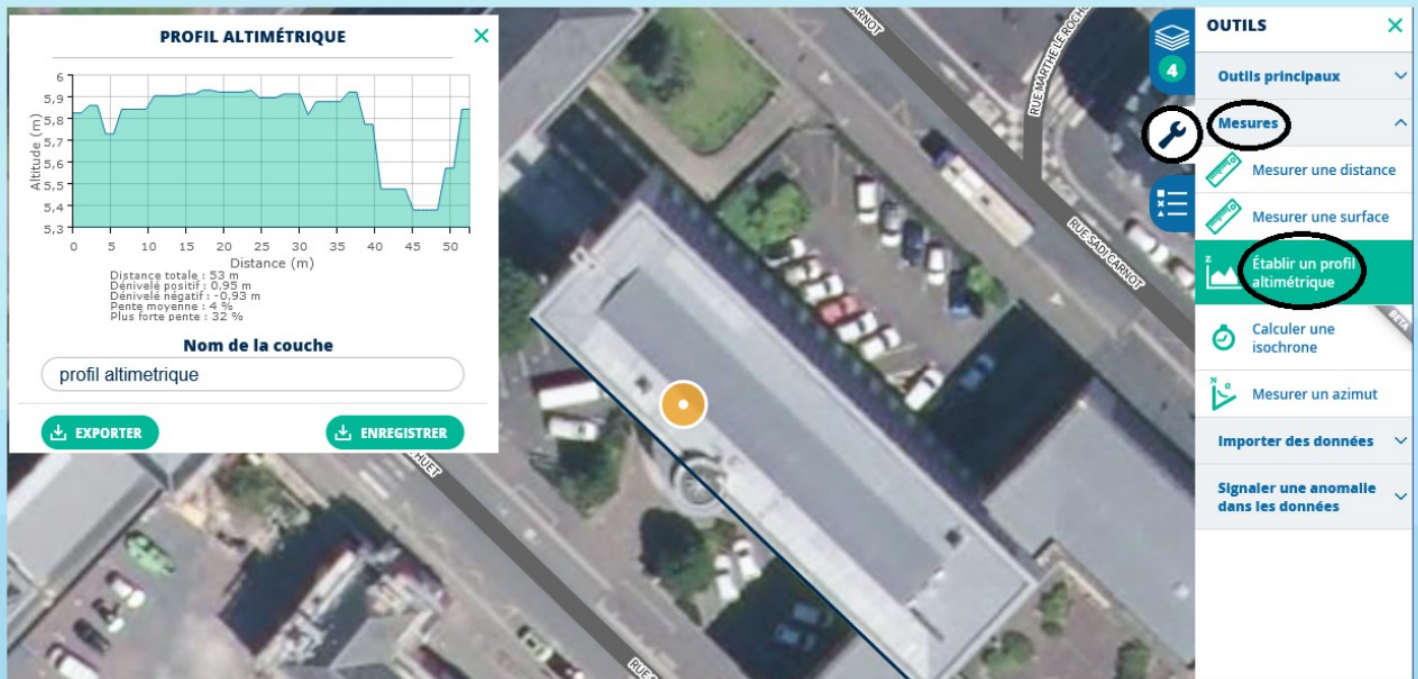 PROFIL ALTIMÉTRIQUE
6
5,9
5,8
5,7
5,6
5,5
5,4
5,3
Altitude (m)
0 5 10 15 20 25 30 35 40 45 50
Distance (m)
Distance totale : 53 m
Dénivelé positif : 0,95 m
Dénivelé négatif : -0,93 m
Pente moyenne : 4 %
Plus forte pente : 32 %
Nom de la couche
profil altimetrique
EXPORTER
ENREGISTRER
CARNOT
RUE MARTHE LE ROCHU
RUE SADI CARNOT
HUET
RUE
4
OUTILS
Outils principaux
Mesures
Mesurer une distance
Mesurer une surface
Z
Établir un profil
altimétrique
BETA
Calculer une
isochrone
N α
Mesurer un azimut
Importer des données
Signaler une anomalie
dans les données